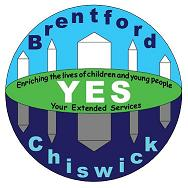 Brentford
Enriching the lives of children and young people
YES
Your Extended Services
Chiswick